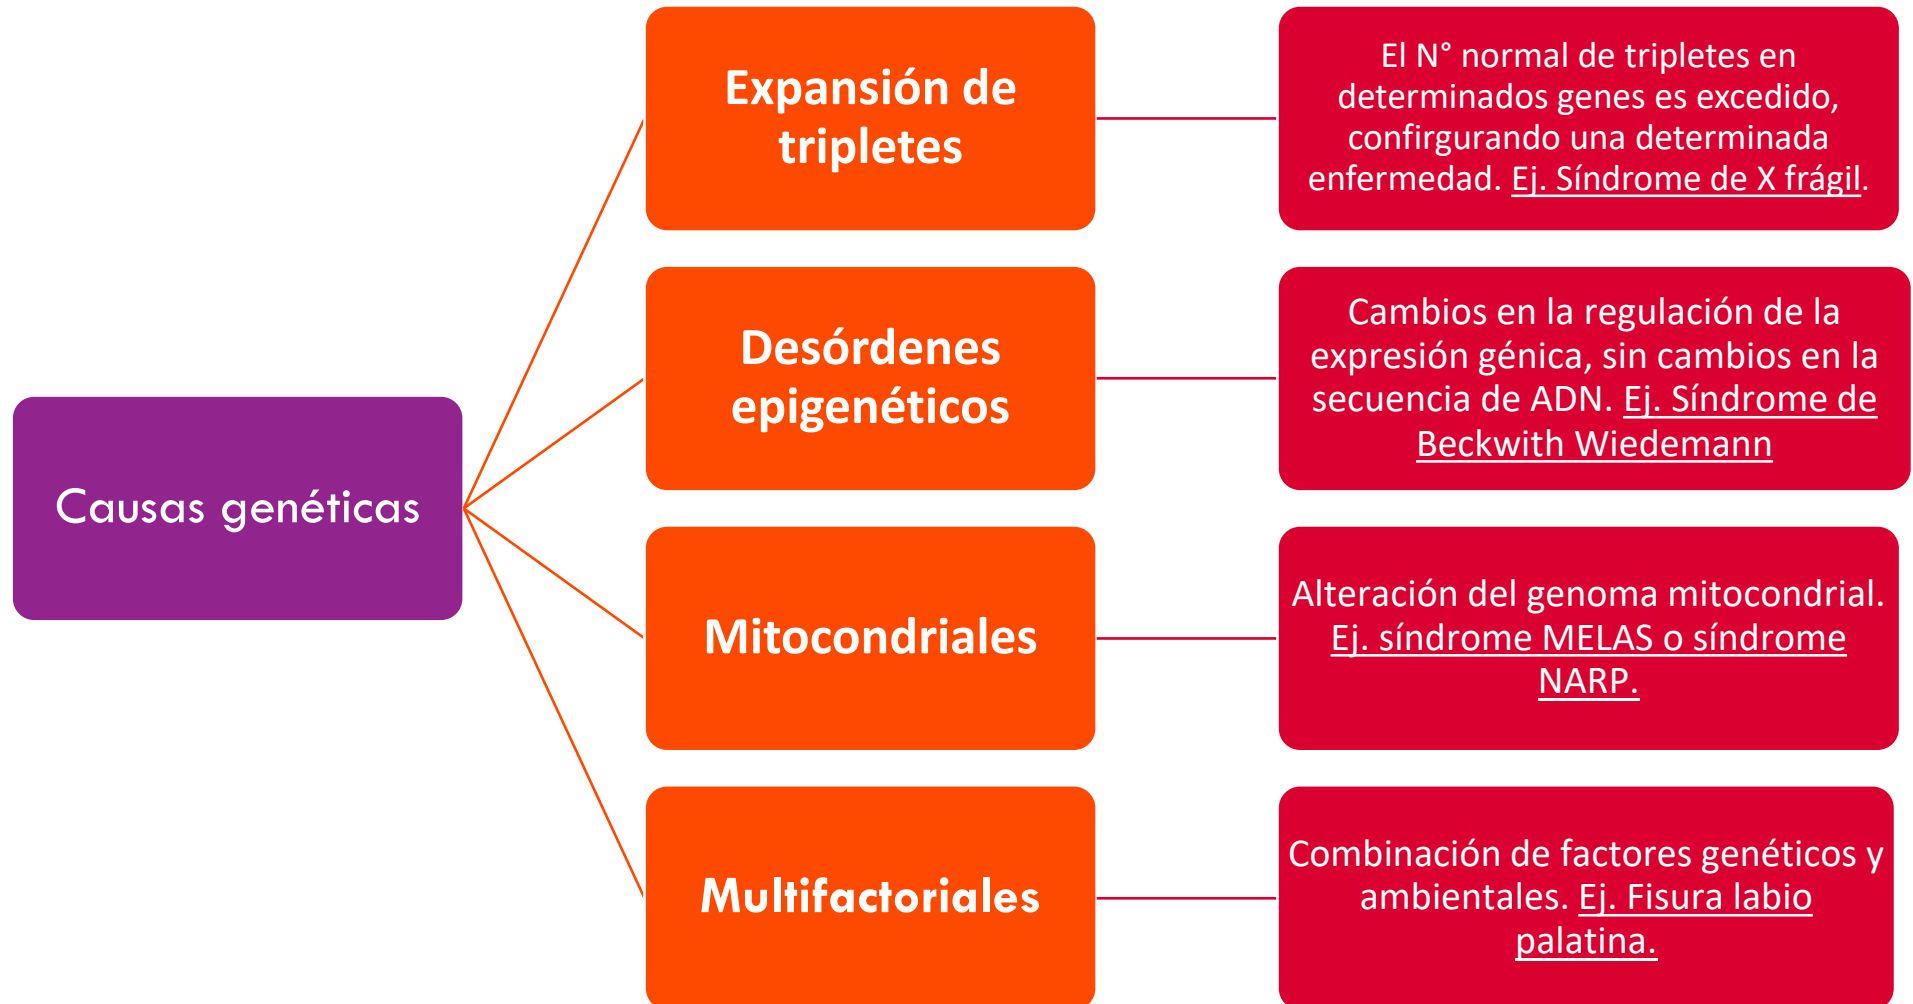 Causas genéticas
Expansión de
tripletes
El N° normal de tripletes en
determinados genes es excedido,
confirgurando una determinada
enfermedad. Ej. Síndrome de X frágil.
Desórdenes
epigenéticos
Cambios en la regulación de la
expresión génica, sin cambios en la
secuencia de ADN. Ej. Síndrome de
Beckwith Wiedemann
Mitocondriales
Alteración del genoma mitocondrial.
Ej. síndrome MELAS o síndrome
NARP.
Multifactoriales
Combinación de factores genéticos y
ambientales. Ej. Fisura labio
palatina.